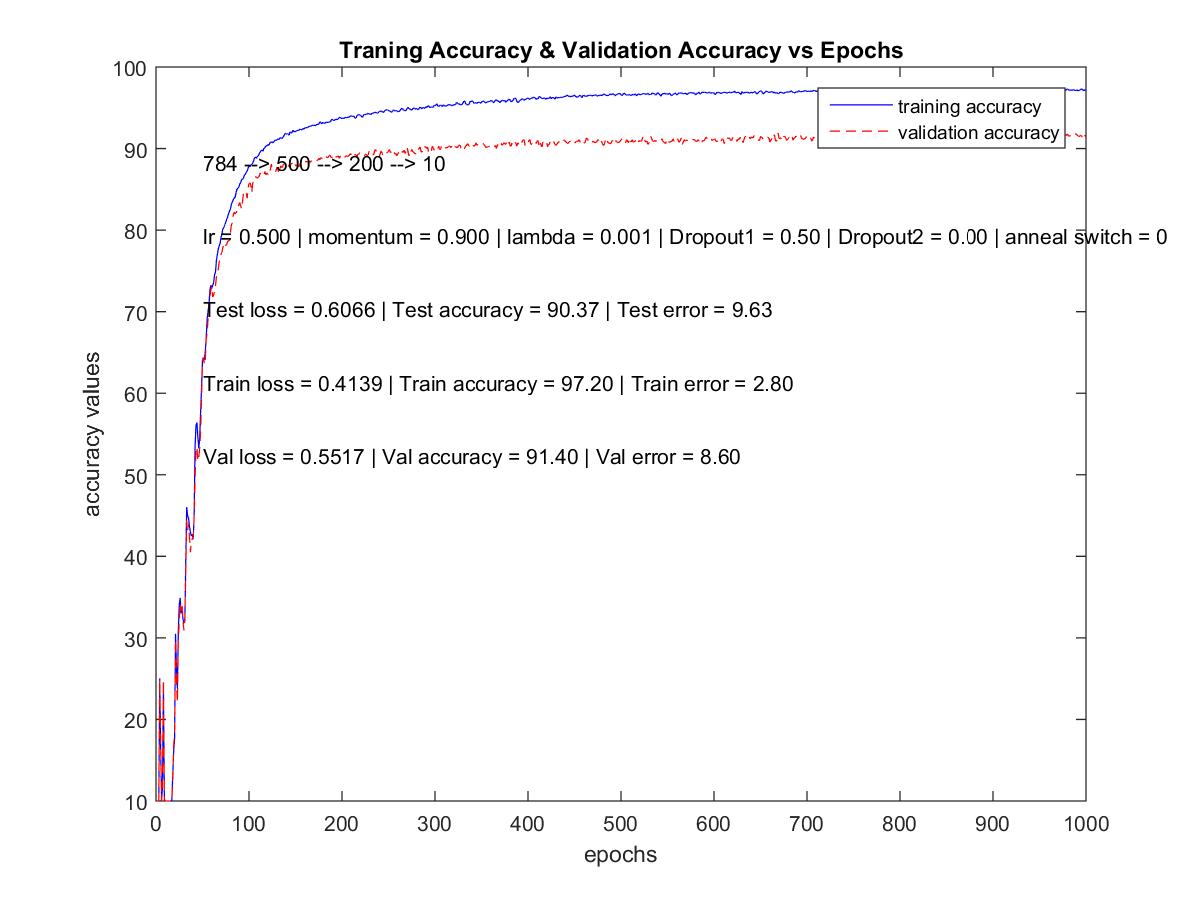 Traning Accuracy & Validation Accuracy vs Epochs
100
90
80
70
60
50
40
30
20
10
accuracy values
training accuracy
validation accuracy
784 --> 500 --> 200 --> 10
lr = 0.500 | momentum = 0.900 | lambda = 0.001 | Dropout1 = 0.50 | Dropout2 = 0.00 | anneal switch = 0
Test loss = 0.6066 | Test accuracy = 90.37 | Test error = 9.63
Train loss = 0.4139 | Train accuracy = 97.20 | Train error = 2.80
Val loss = 0.5517 | Val accuracy = 91.40 | Val error = 8.60
0 100 200 300 400 500 600 700 800 900 1000
epochs